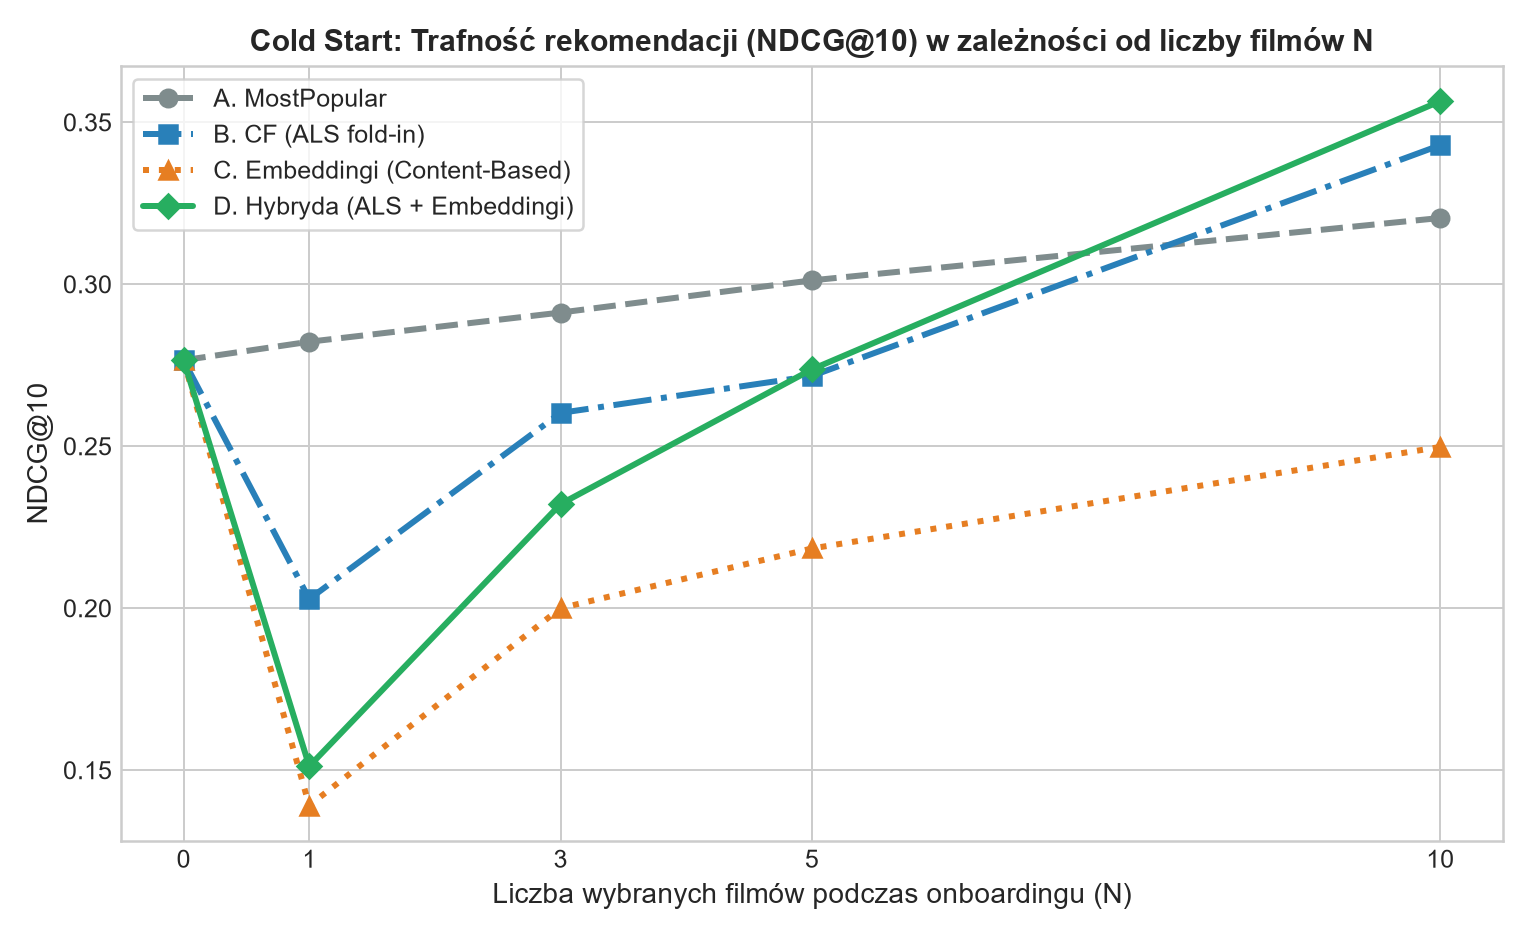 Cold Start: Trafność rekomendacji (NDCG@10) w zależności od liczby filmów N
A. MostPopular
B. CF (ALS fold-in)
C. Embeddingi (Content-Based)
D. Hybryda (ALS + Embeddingi)
NDCG@10
0.35
0.30
0.25
0.20
0.15
0 1 3 5 10
Liczba wybranych filmów podczas onboardingu (N)